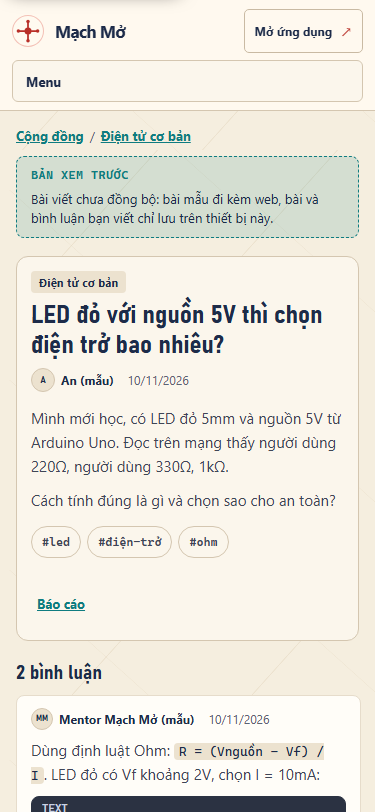 Mạch Mở
Mở ứng dụng ↗
Menu
Cộng đồng / Điện tử cơ bản
BẢN XEM TRƯỚC
Bài viết chưa đồng bộ: bài mẫu đi kèm web, bài và
bình luận bạn viết chỉ lưu trên thiết bị này.
Điện tử cơ bản
LED đỏ với nguồn 5V thì chọn
điện trở bao nhiêu?
A An (mẫu) 10/11/2026
Mình mới học, có LED đỏ 5mm và nguồn 5V từ
Arduino Uno. Đọc trên mạng thấy người dùng
220Ω, người dùng 330Ω, 1kΩ.
Cách tính đúng là gì và chọn sao cho an toàn?
#led #điện-trở #ohm
Báo cáo
2 bình luận
MM Mentor Mạch Mở (mẫu) 10/11/2026
Dùng định luật Ohm: R = (Vnguồn - Vf) /
I. LED đỏ có Vf khoảng 2V, chọn I = 10mA:
TEXT